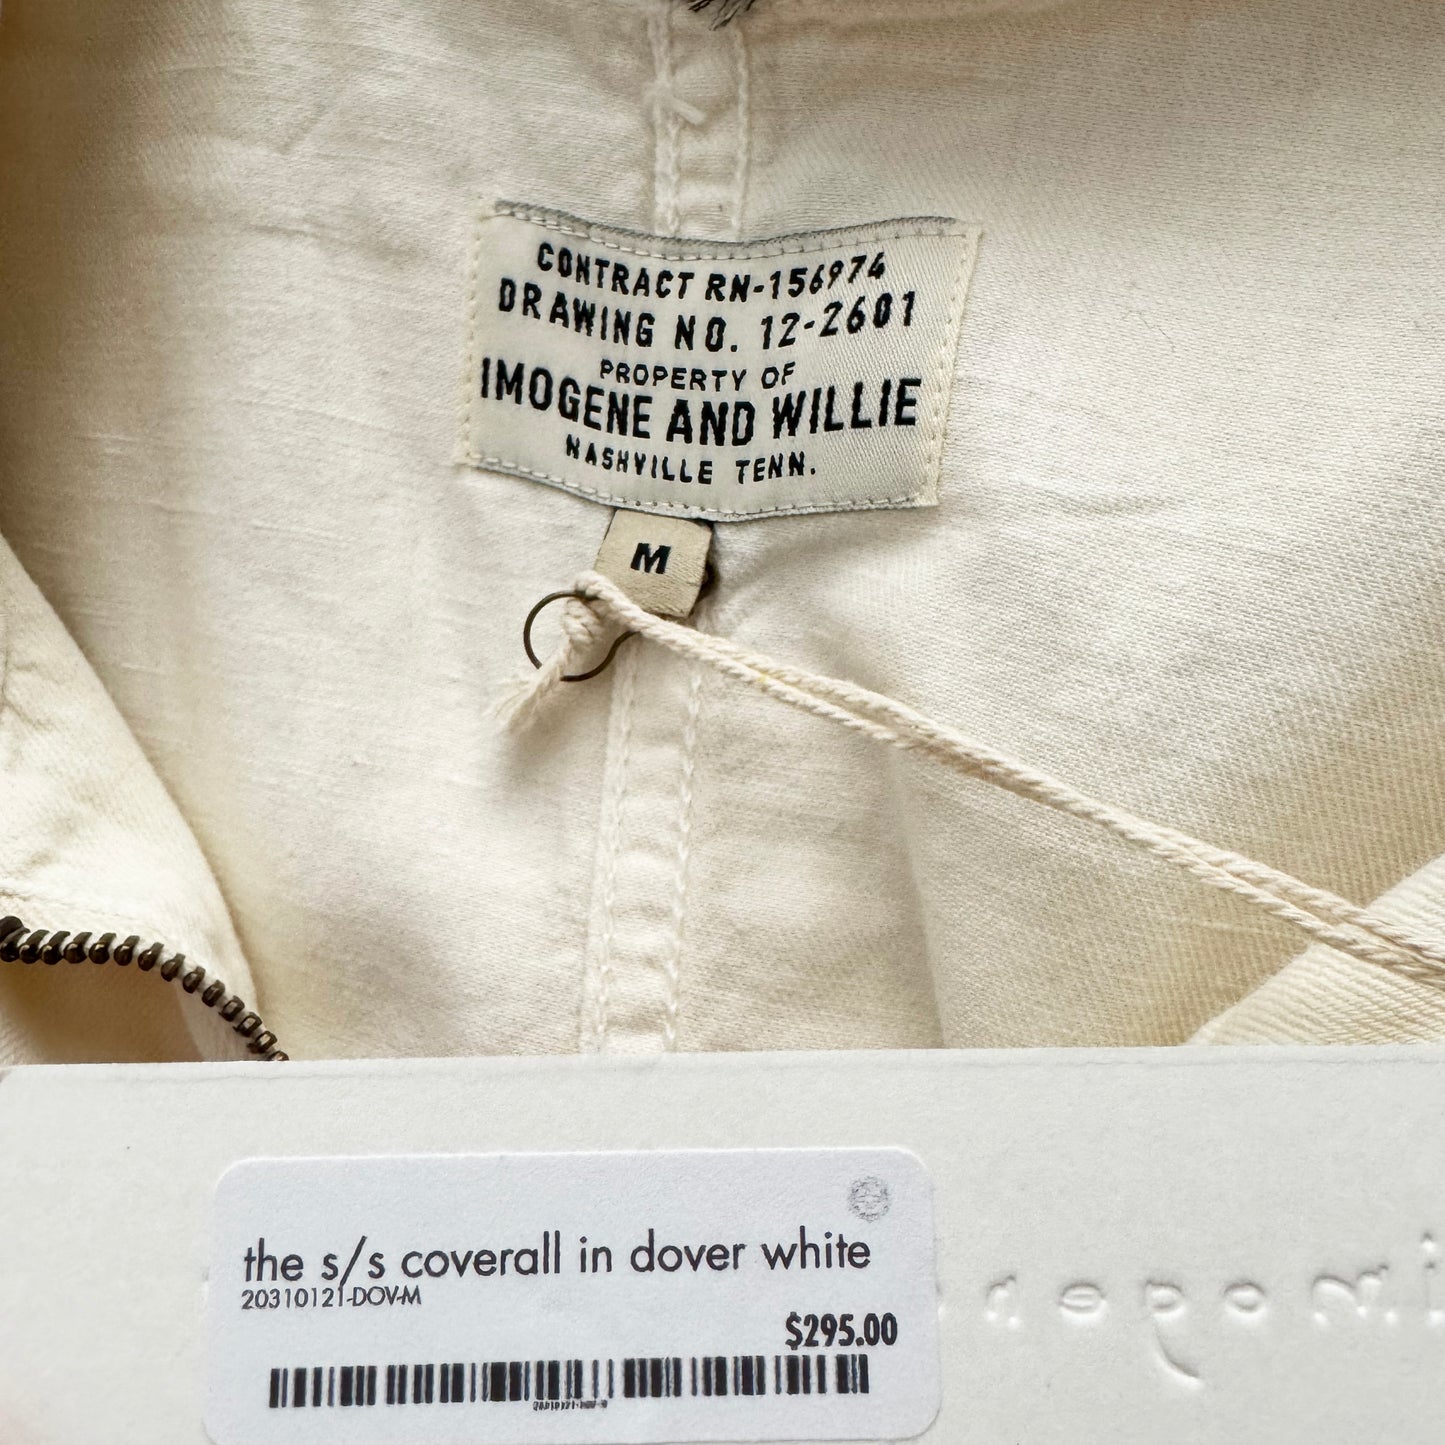 CONTRACT RN-156974
DRAWING NO. 12-2601
PROPERTY OF
IMOGENE AND WILLIE
NASHVILLE TENN.
M
the s/s coverall in dover white
20310121-DOV-M
$295.00